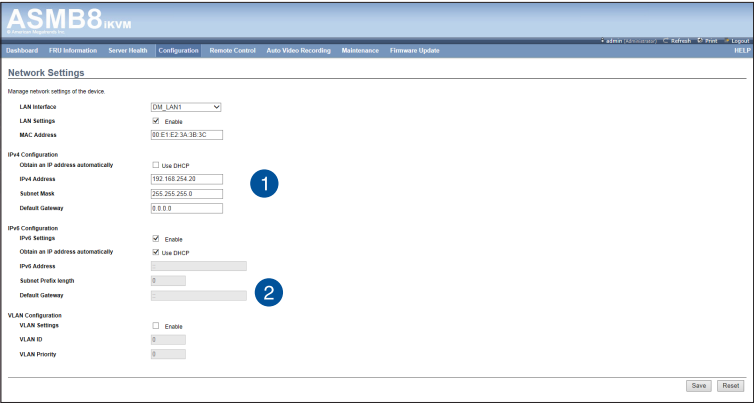 ASMB8 iKVM
© American Megatrends Inc.
• admin (Administrator) Refresh Print Logout
Dashboard FRU Information Server Health Configuration Remote Control Auto Video Recording Maintenance Firmware Update HELP
Network Settings
Manage network settings of the device.
LAN Interface DM_LAN1
LAN Settings Enable
MAC Address 00:E1:E2:3A:3B:3C
IPv4 Configuration
Obtain an IP address automatically Use DHCP
IPv4 Address 192.168.254.20
1
Subnet Mask 255.255.255.0
Default Gateway 0.0.0.0
IPv6 Configuration
IPv6 Settings Enable
Obtain an IP address automatically Use DHCP
IPv6 Address ::
Subnet Prefix length 0
Default Gateway ::
2
VLAN Configuration
VLAN Settings Enable
VLAN ID 0
VLAN Priority 0
Save Reset